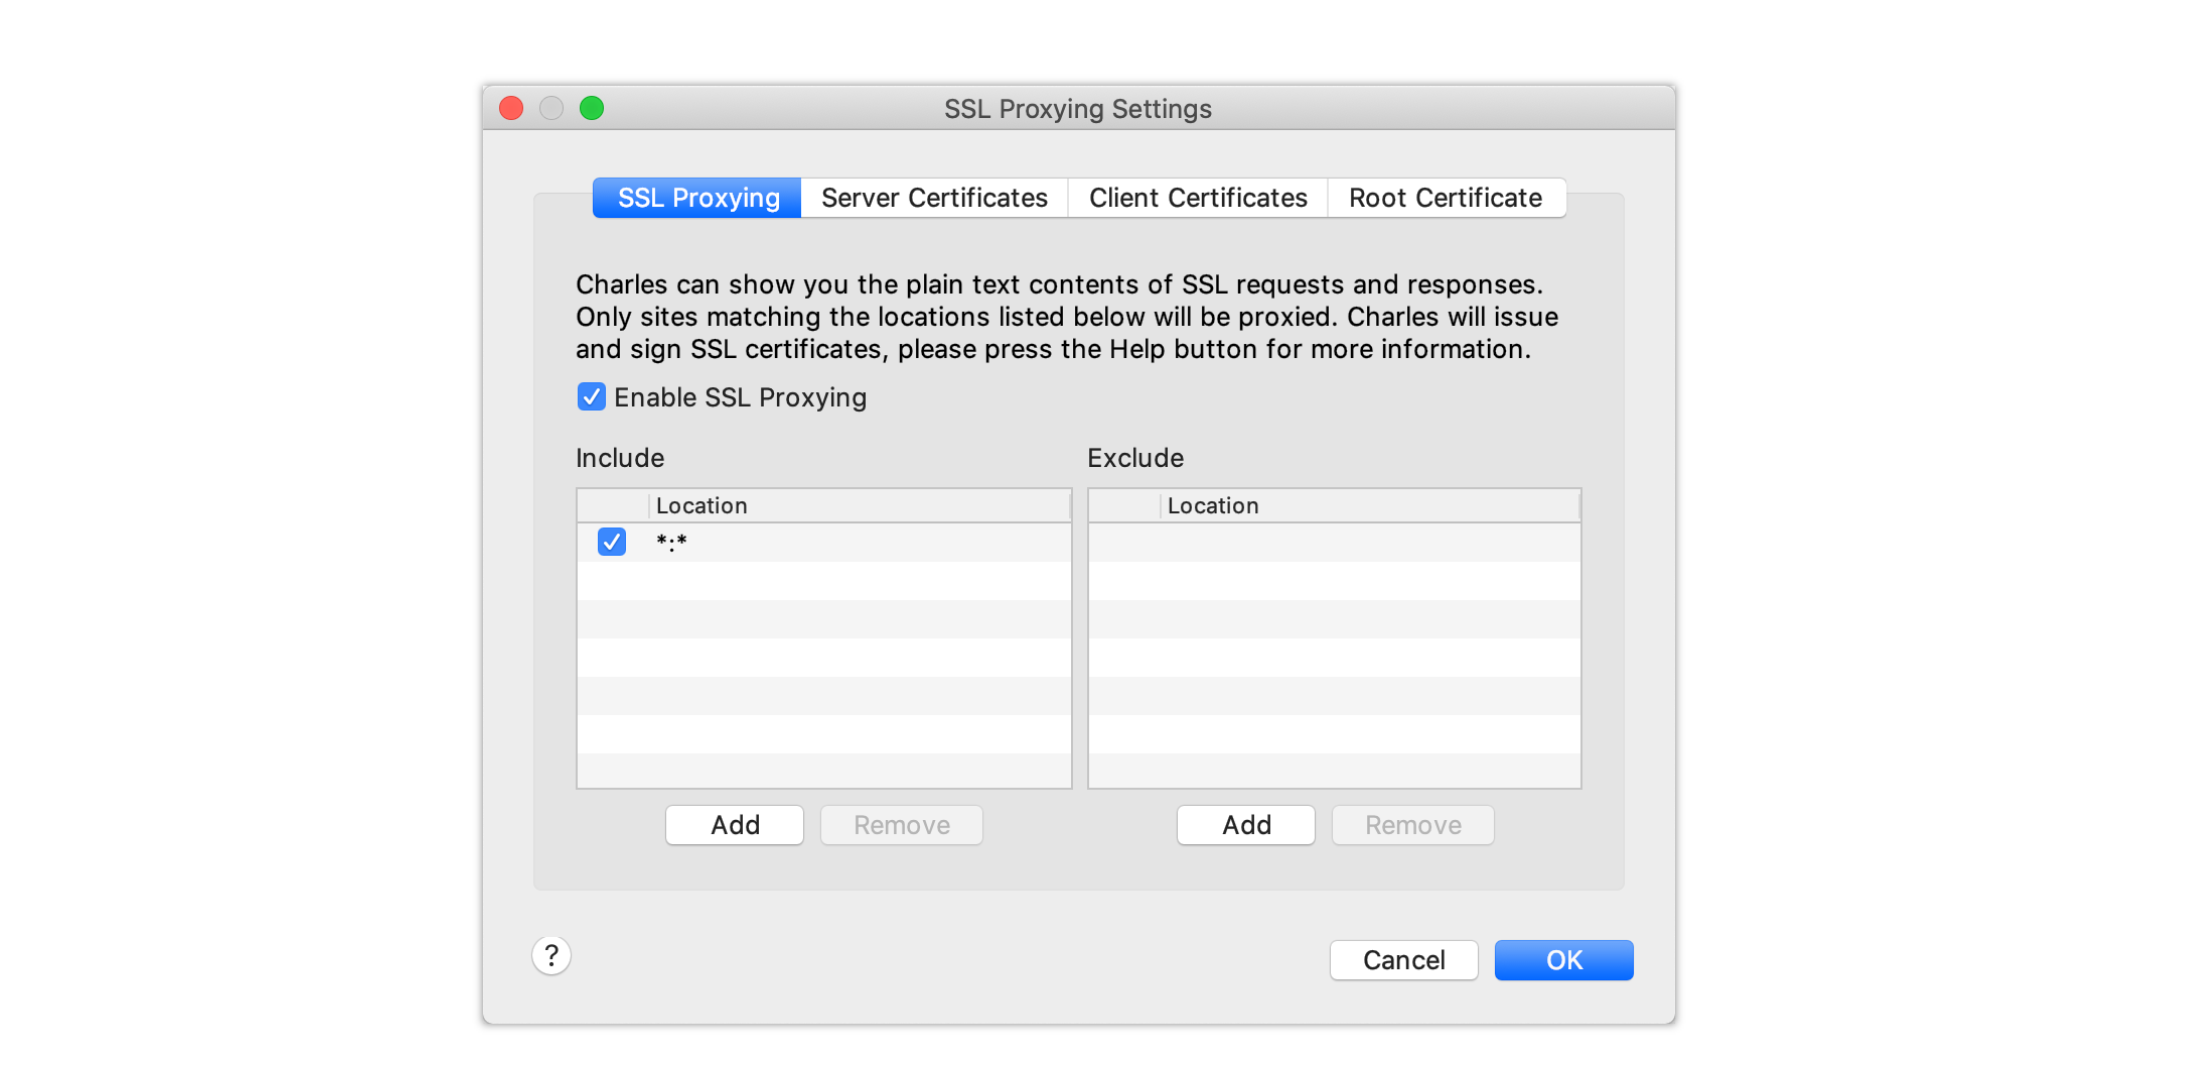 SSL Proxying Settings
SSL Proxying Server Certificates Client Certificates Root Certificate
Charles can show you the plain text contents of SSL requests and responses.
Only sites matching the locations listed below will be proxied. Charles will issue
and sign SSL certificates, please press the Help button for more information.
Enable SSL Proxying
Include Exclude
Location Location
*:*
Add Remove Add Remove
? Cancel OK